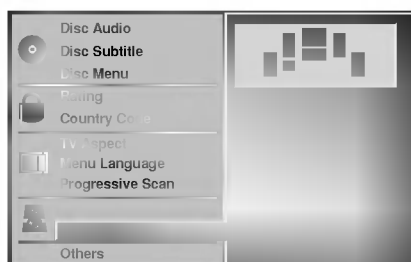 Disc Audio
Disc Subtitle
Disc Menu
Rating
Country Code
TV Aspect
Menu Language
Progressive Scan
Others